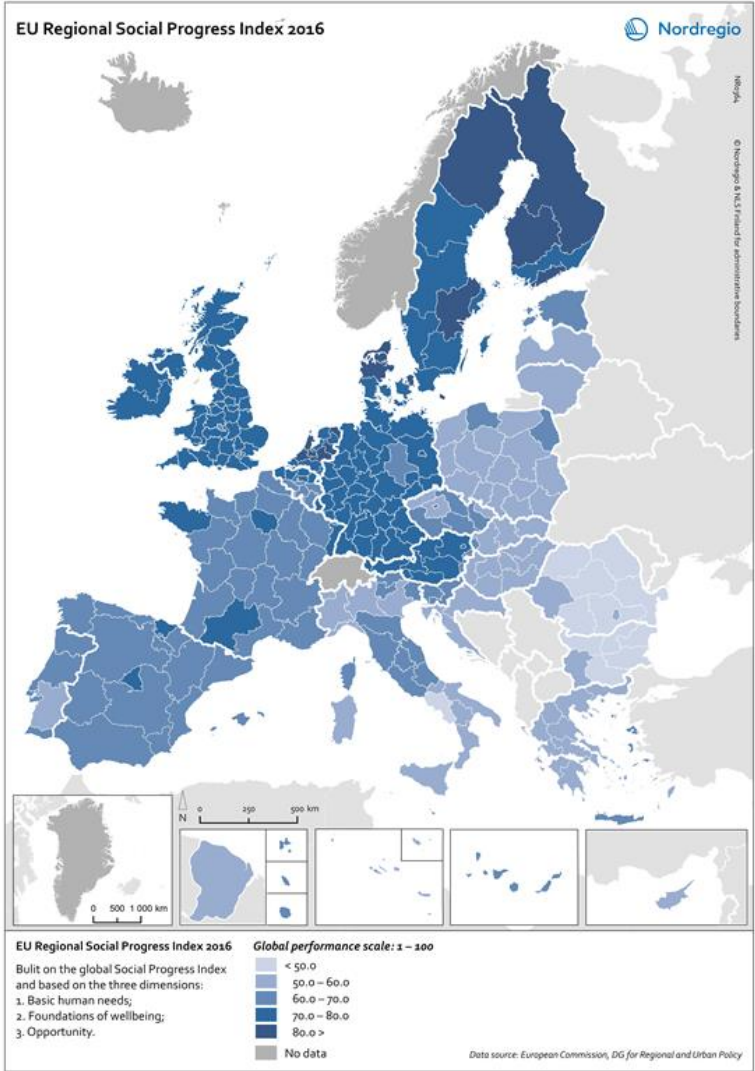 EU Regional Social Progress Index 2016
Nordregio
NR0364
© Nordregio & NLS Finland for administrative boundaries
N
0 250 500 km
0 500 1 000 km
EU Regional Social Progress Index 2016
Bulit on the global Social Progress Index
and based on the three dimensions:
1. Basic human needs;
2. Foundations of wellbeing;
3. Opportunity.
Global performance scale: 1 – 100
< 50.0
50.0 – 60.0
60.0 – 70.0
70.0 – 80.0
80.0 >
No data
Data source: European Commission, DG for Regional and Urban Policy